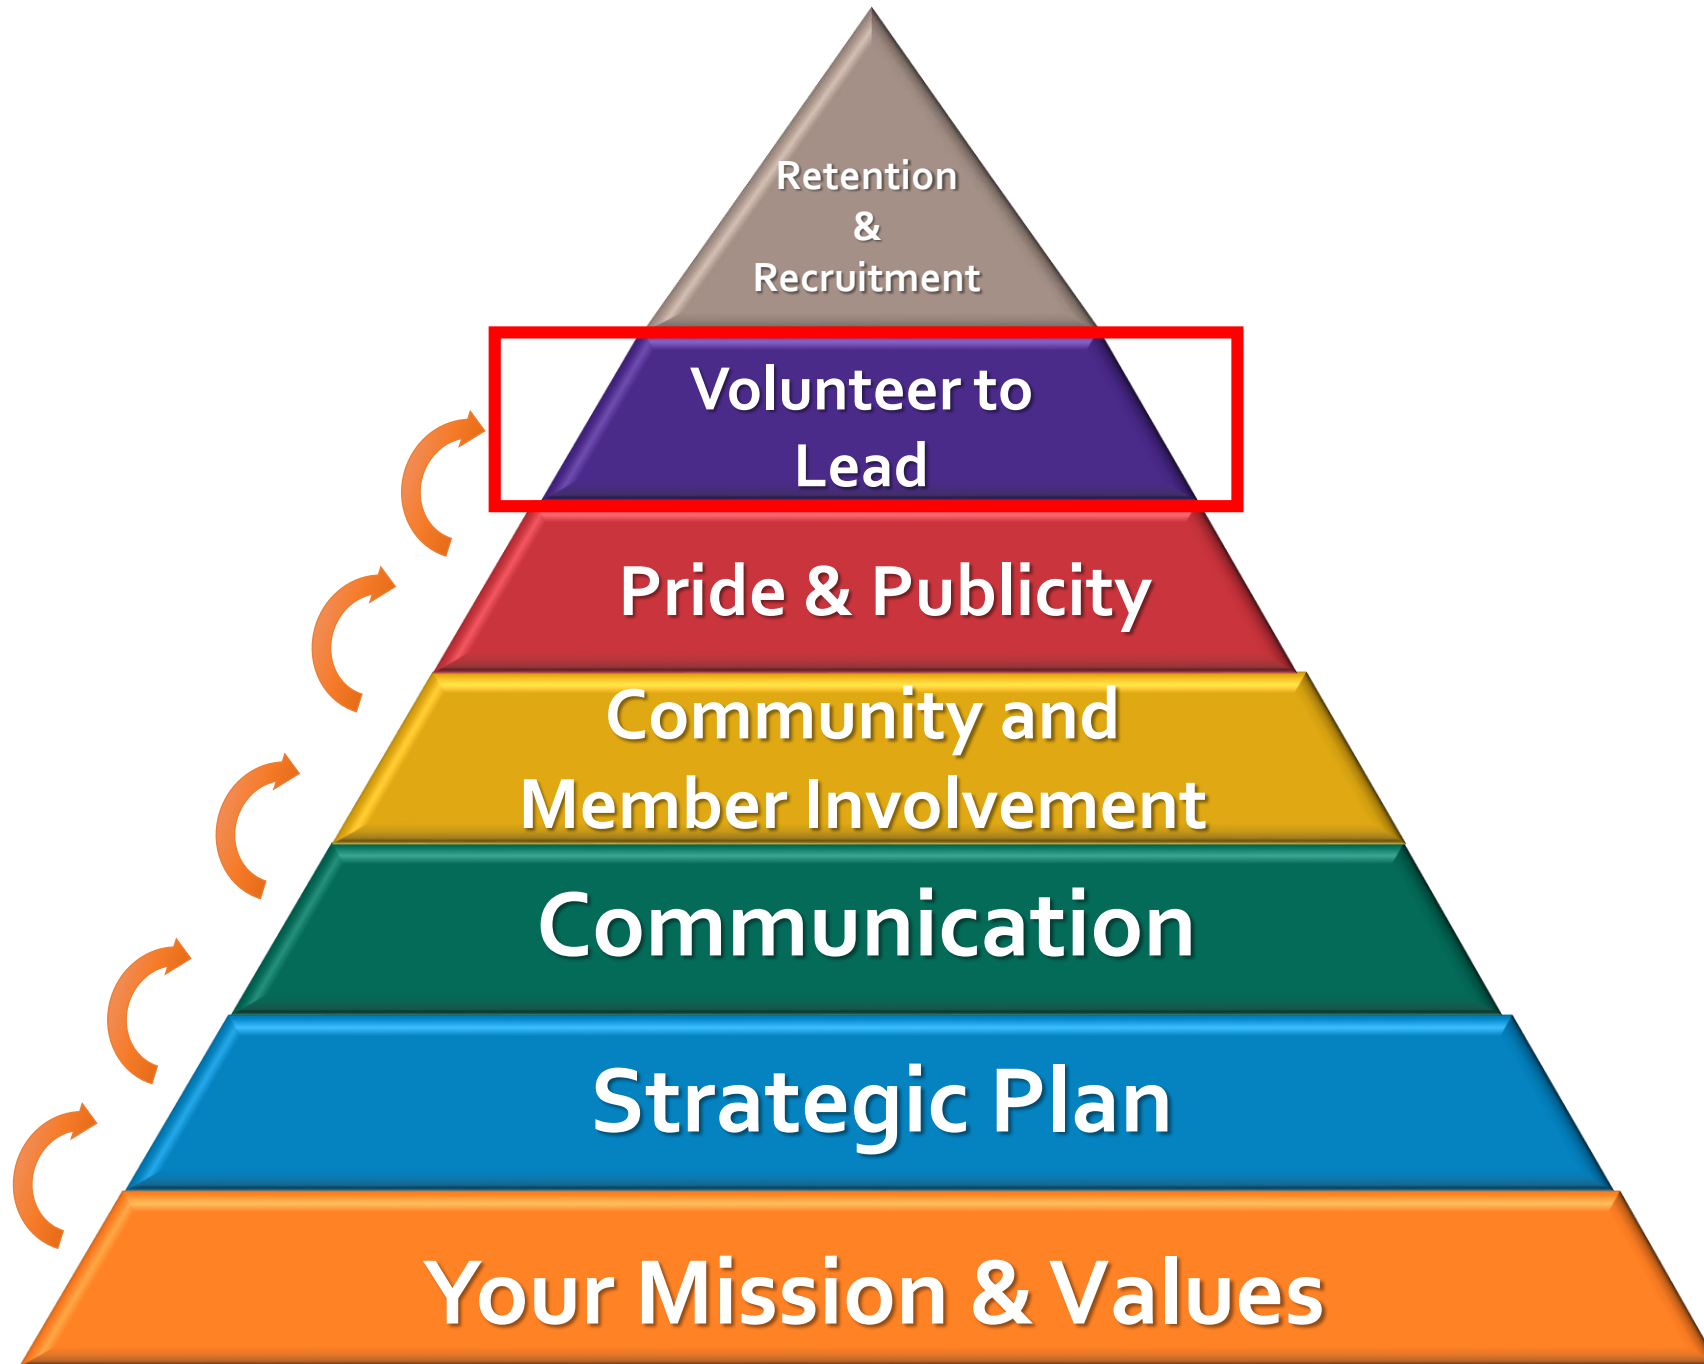 Retention
&
Recruitment
Volunteer to
Lead
Pride & Publicity
Community and
Member Involvement
Communication
Strategic Plan
Your Mission & Values